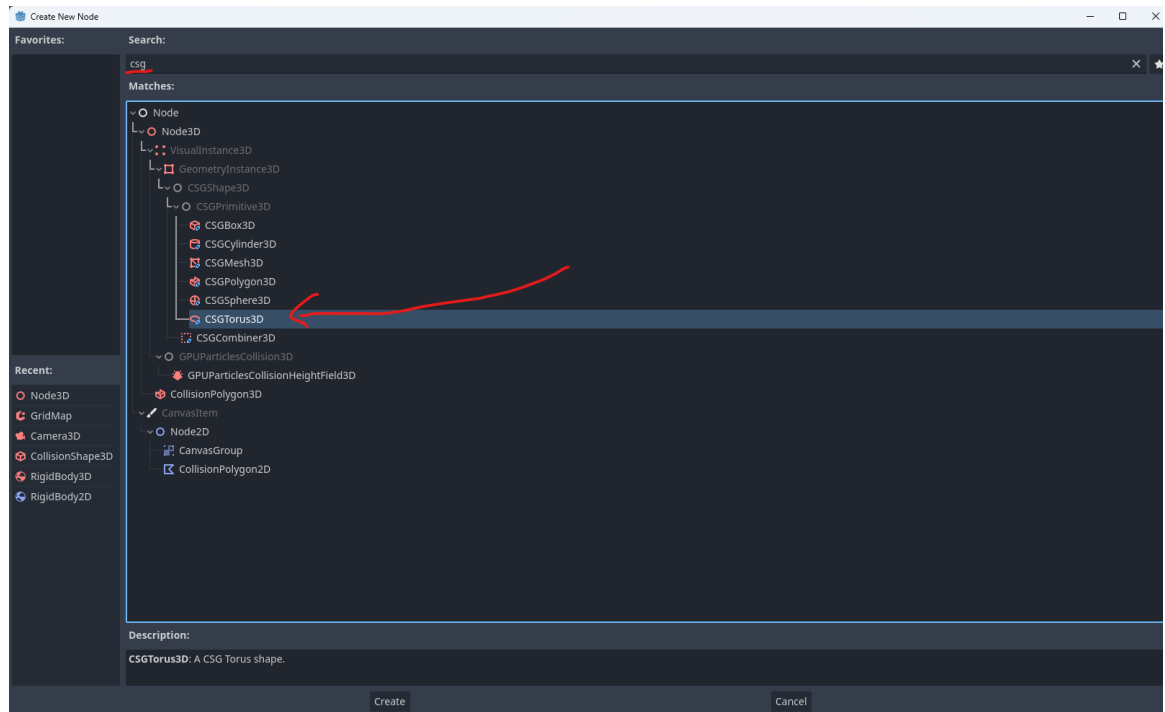 Create New Node
Favorites:
Search:
csg
Matches:
Node
Node3D
VisualInstance3D
GeometryInstance3D
CSGShape3D
CSGPrimitive3D
CSGBox3D
CSGCylinder3D
CSGMesh3D
CSGPolygon3D
CSGSphere3D
CSGTorus3D
CSGCombiner3D
GPUParticlesCollision3D
GPUParticlesCollisionHeightField3D
CollisionPolygon3D
CanvasItem
Node2D
CanvasGroup
CollisionPolygon2D
Recent:
Node3D
GridMap
Camera3D
CollisionShape3D
RigidBody3D
RigidBody2D
Description:
CSGTorus3D: A CSG Torus shape.
Create
Cancel